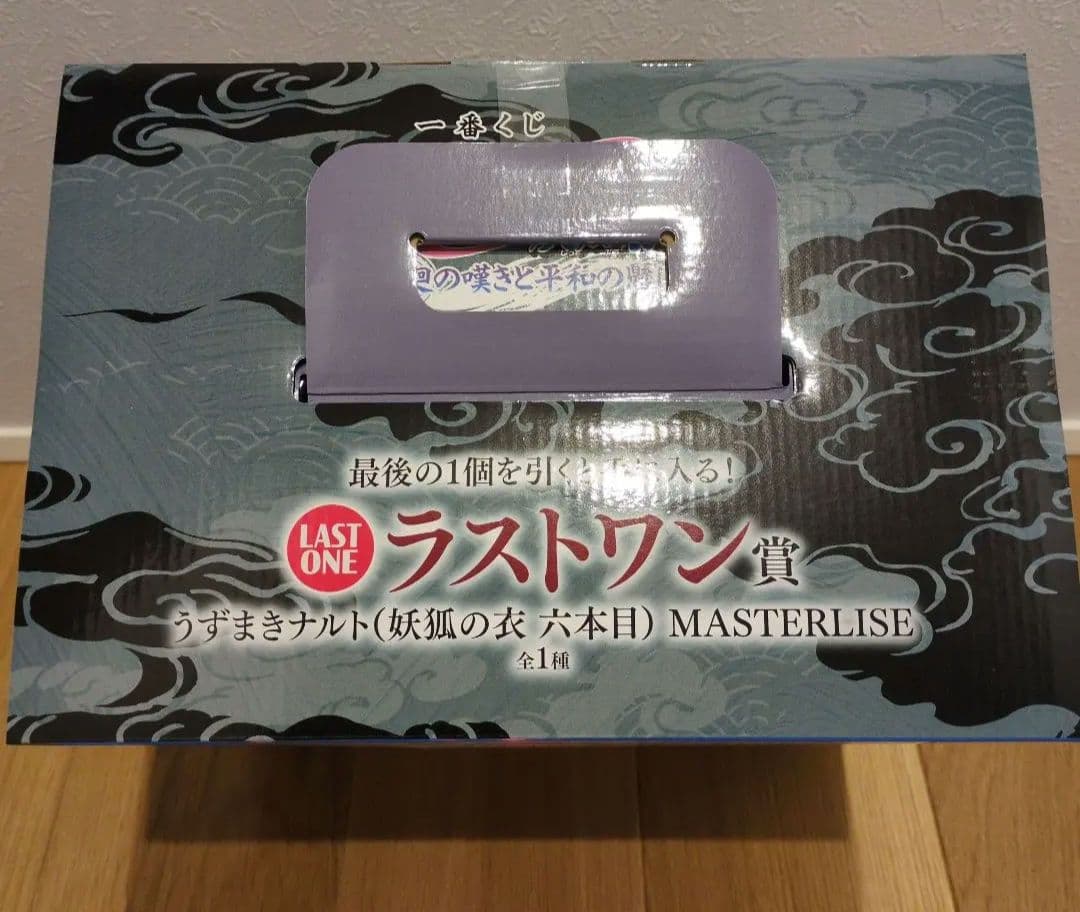 一番くじ
の嘆きと平和の
最後の1個を引くと 入る!
LAST
ONE
ラストワン賞
うずまきナルト(妖狐の衣 六本目) MASTERLISE
全1種